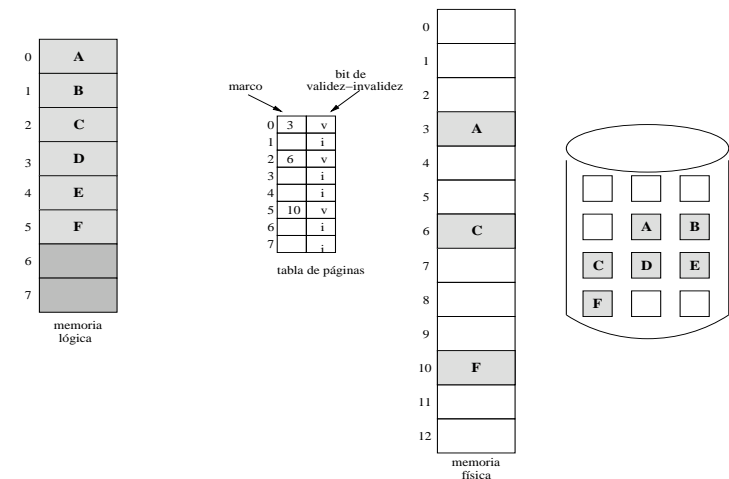 0 A
1 B
2 C
3 D
4 E
5 F
6
7
memoria
lógica
marco
bit de
validez–invalidez
0 3 v
1 i
2 6 v
3 i
4 i
5 10 v
6 i
7 i
tabla de páginas
0
1
2
3 A
4
5
6 C
7
8
9
10 F
11
12
memoria
física
A B
C D E
F